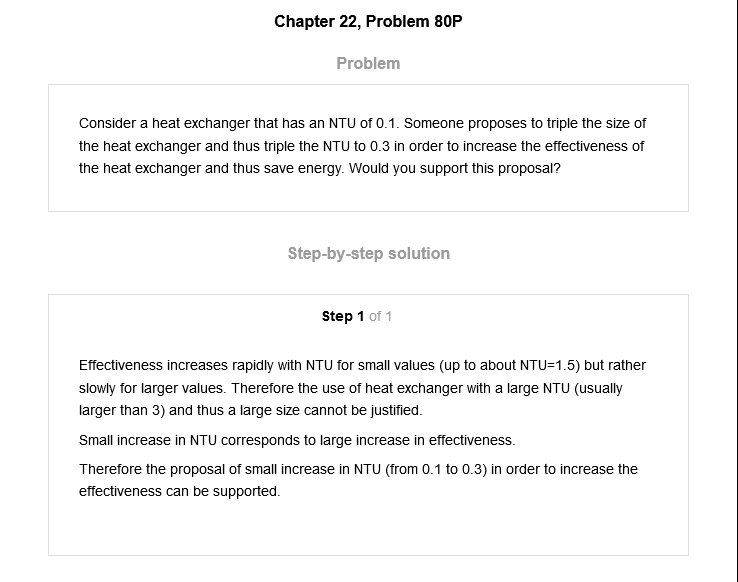 Chapter 22, Problem 80P
Problem
Consider a heat exchanger that has an NTU of 0.1. Someone proposes to triple the size of
the heat exchanger and thus triple the NTU to 0.3 in order to increase the effectiveness of
the heat exchanger and thus save energy. Would you support this proposal?
Step-by-step solution
Step 1 of 1
Effectiveness increases rapidly with NTU for small values (up to about NTU=1.5) but rather
slowly for larger values. Therefore the use of heat exchanger with a large NTU (usually
larger than 3) and thus a large size cannot be justified.
Small increase in NTU corresponds to large increase in effectiveness.
Therefore the proposal of small increase in NTU (from 0.1 to 0.3) in order to increase the
effectiveness can be supported.